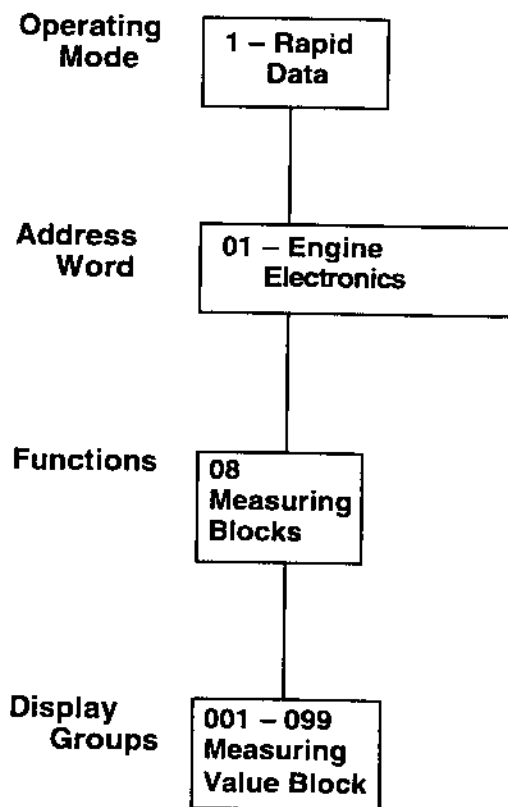 Operating
Mode
1 – Rapid
Data
Address
Word
01 – Engine
Electronics
Functions
08
Measuring
Blocks
Display
Groups
001 – 099
Measuring
Value Block